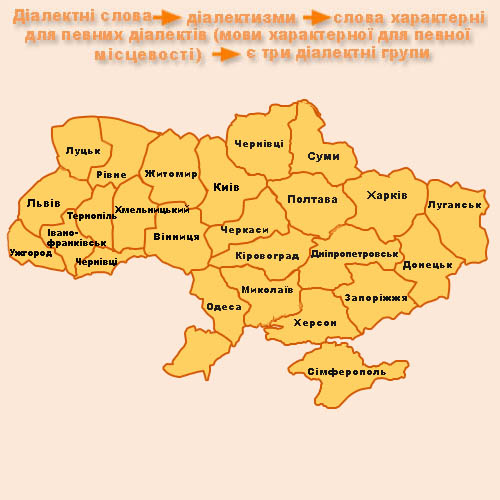 Діалектні слова діалектизми слова характерні
для певних діалектів (мови характерної для певної
місцевості) є три діалектні групи
Чернівці
Суми
Луцьк
Рівне
Житомир
Київ
Полтава
Харків
Луганськ
Львів
Тернопіль
Хмельницький
Івано-
франківськ
Вінниця
Черкаси
Ужгород
Чернівці
Кіровоград
Дніпропетровськ
Донецьк
Миколаїв
Одеса
Запоріжжя
Херсон
Сімферополь